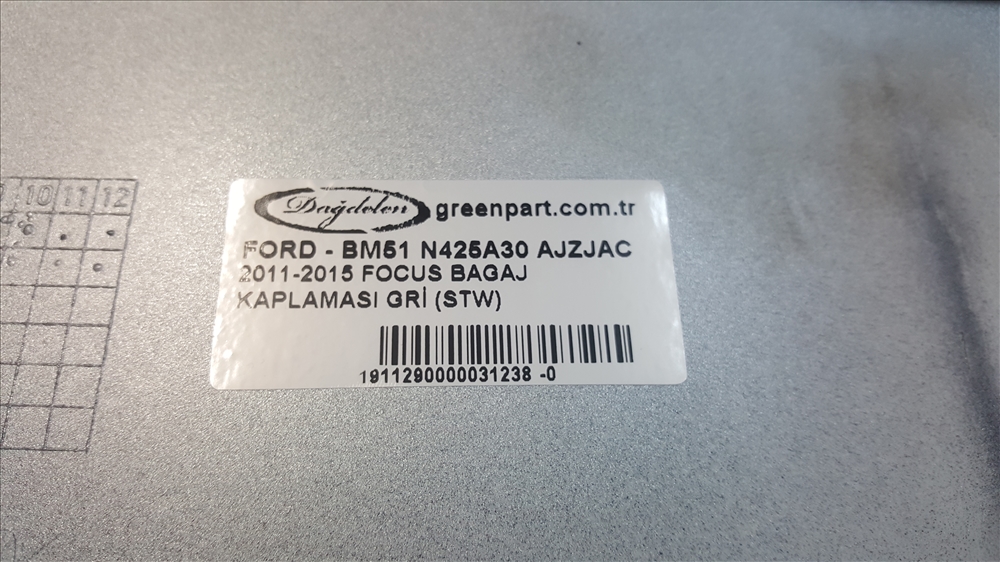 Dağdelen greenpart.com.tr
FORD - BM51 N425A30 AJZJAC
2011-2015 FOCUS BAGAJ
KAPLAMASI GRİ (STW)
1911290000031238 -0
10 11 12